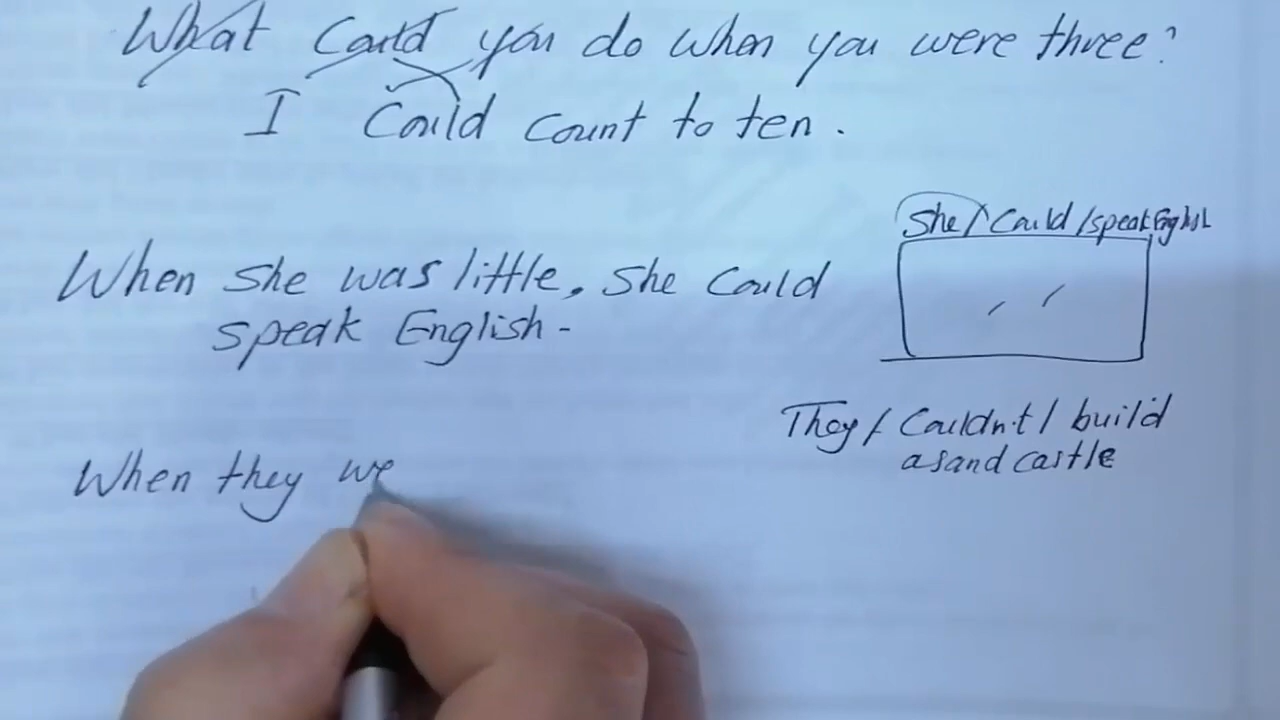 What could you do when you were three?
I could count to ten.
She / Could / speak English
When she was little, she could
speak English-
They / Couldn't / build
a sand castle
When they we